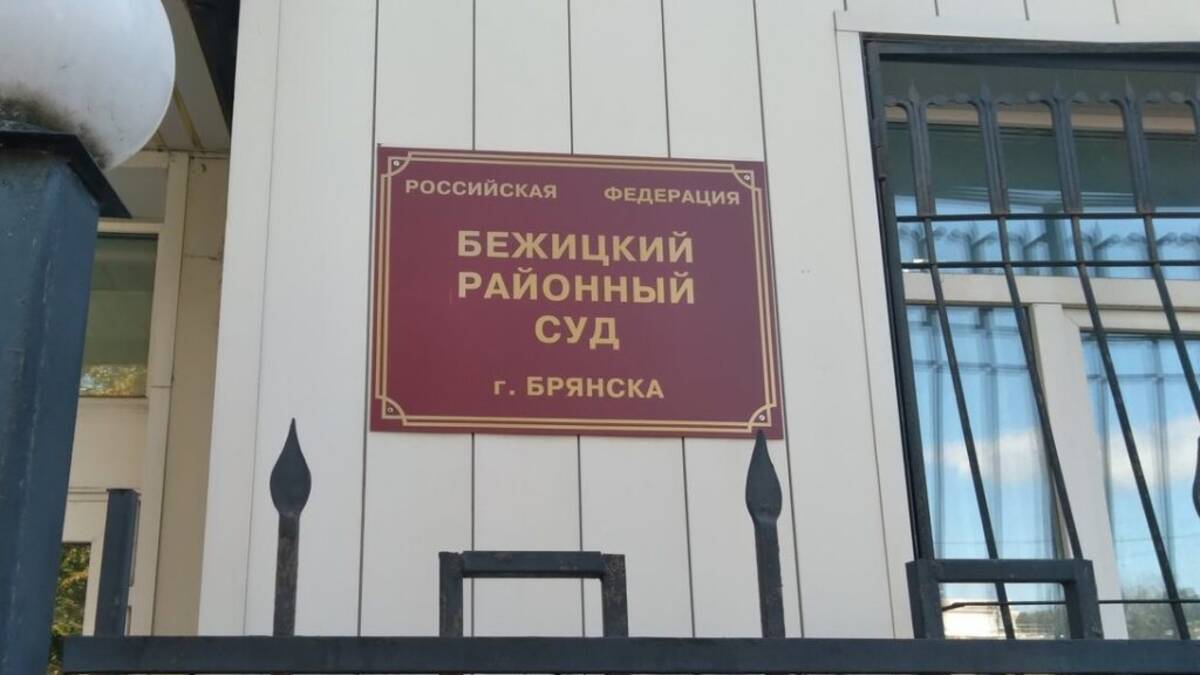 РОССИЙСКАЯ ФЕДЕРАЦИЯ
БЕЖИЦКИЙ
РАЙОННЫЙ
СУД
г. БРЯНСКА